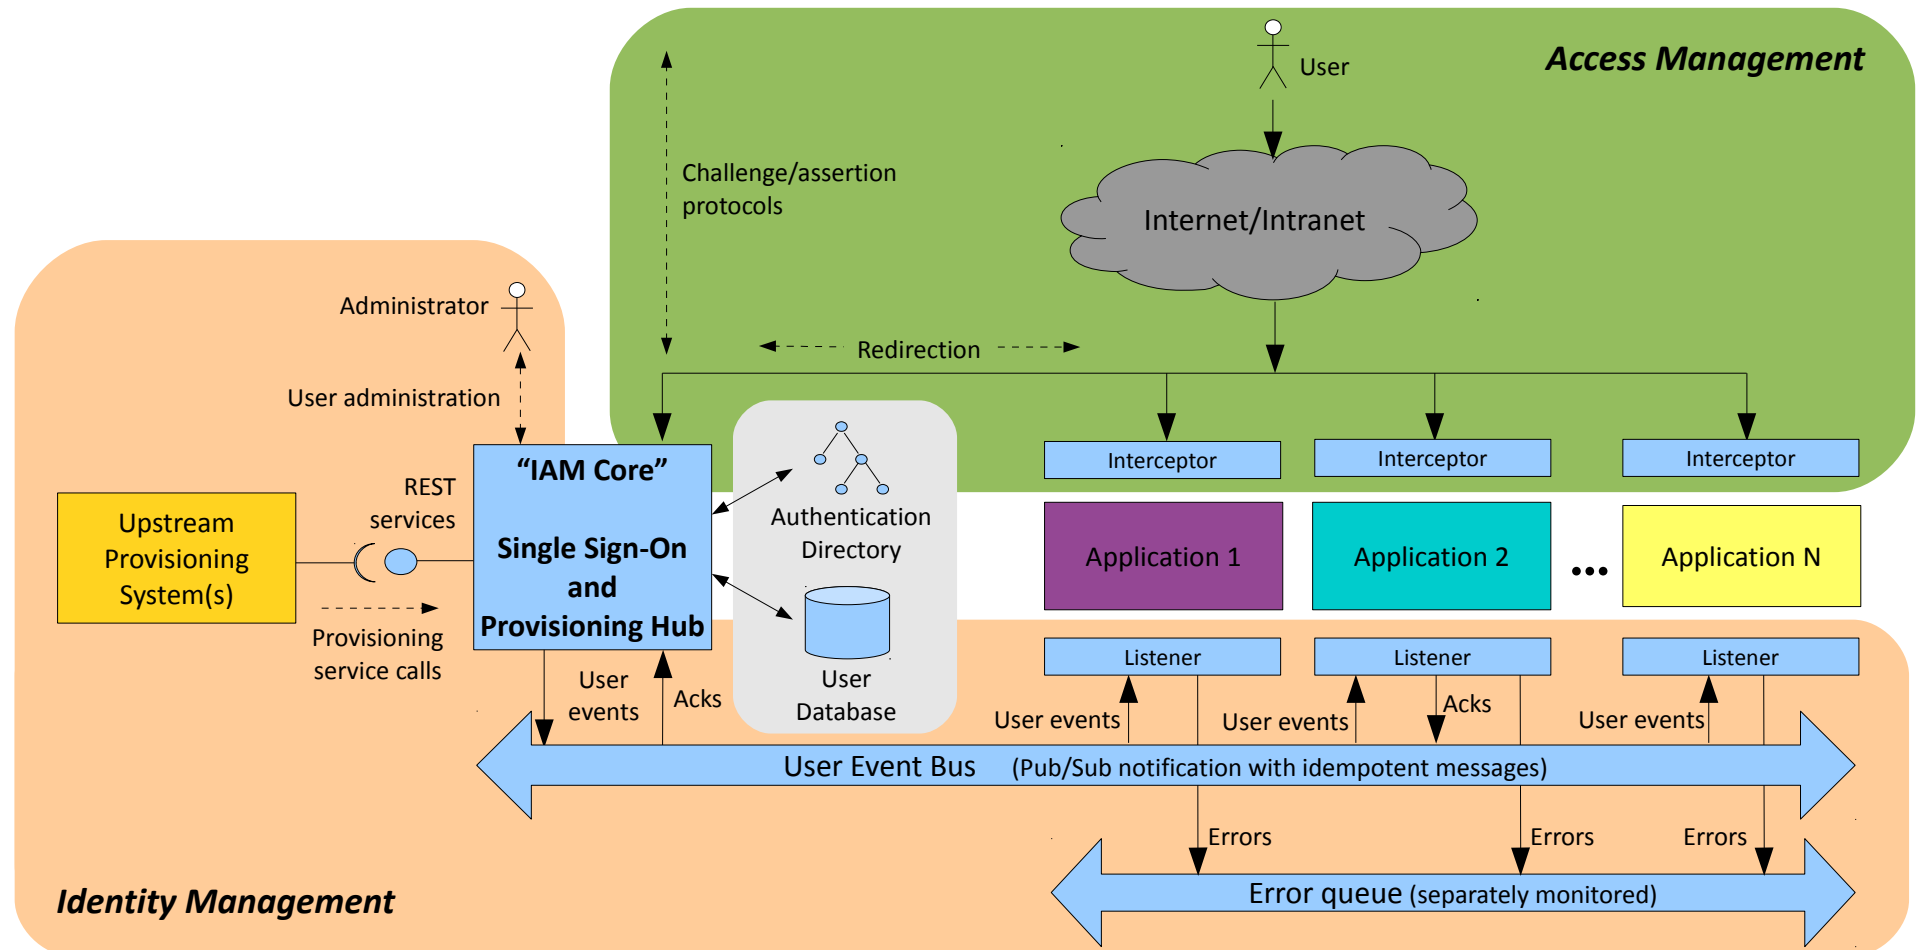 Access Management
User
Challenge/assertion
protocols
Internet/Intranet
Administrator
Redirection
User administration
"IAM Core"
Single Sign-On
and
Provisioning Hub
REST
services
Upstream
Provisioning
System(s)
Provisioning
service calls
Authentication
Directory
User
Database
Interceptor
Interceptor
Interceptor
Application 1
Application 2
...
Application N
Listener
Listener
Listener
User
events
Acks
User events
User events
Acks
User events
User Event Bus (Pub/Sub notification with idempotent messages)
Errors
Errors
Errors
Error queue (separately monitored)
Identity Management